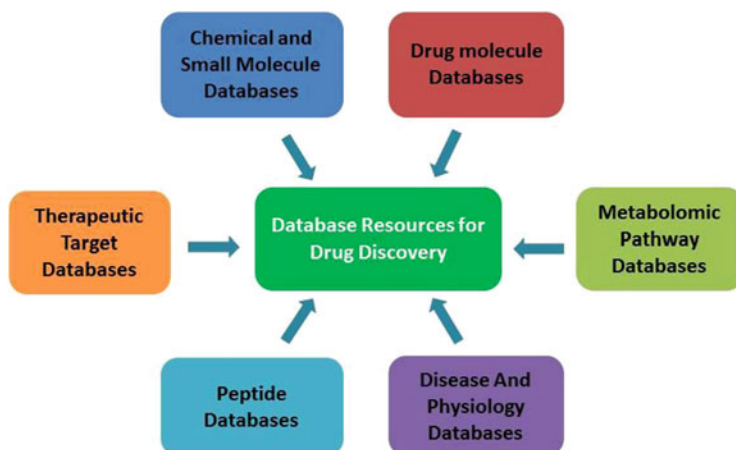 Chemical and
Small Molecule
Databases
Drug molecule
Databases
Therapeutic
Target
Databases
Database Resources for
Drug Discovery
Metabolomic
Pathway
Databases
Peptide
Databases
Disease And
Physiology
Databases